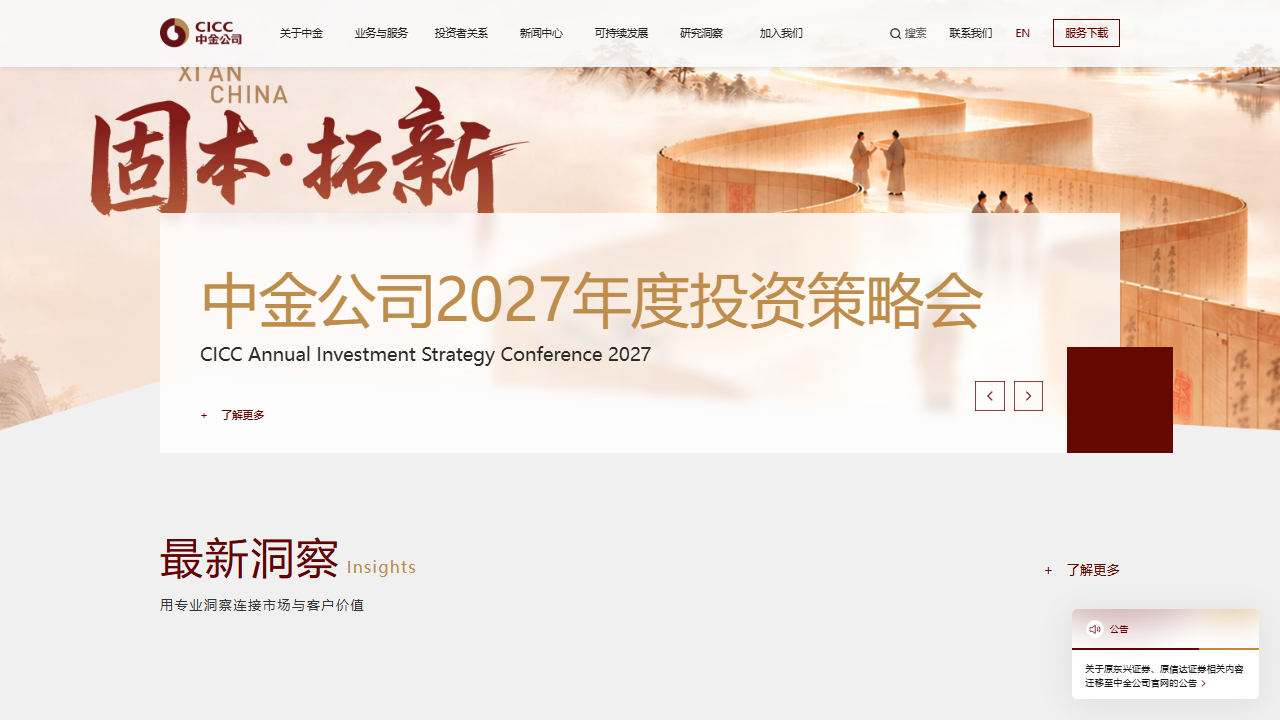 CICC
中金公司
关于中金
业务与服务
投资者关系
新闻中心
可持续发展
研究洞察
加入我们
搜索
联系我们
EN
服务下载
XI'AN
CHINA
固本·拓新
中金公司2027年度投资策略会
CICC Annual Investment Strategy Conference 2027
+ 了解更多
最新洞察 Insights
+ 了解更多
用专业洞察连接市场与客户价值
公告
关于原东兴证券、原信达证券相关内容
迁移至中金公司官网的公告